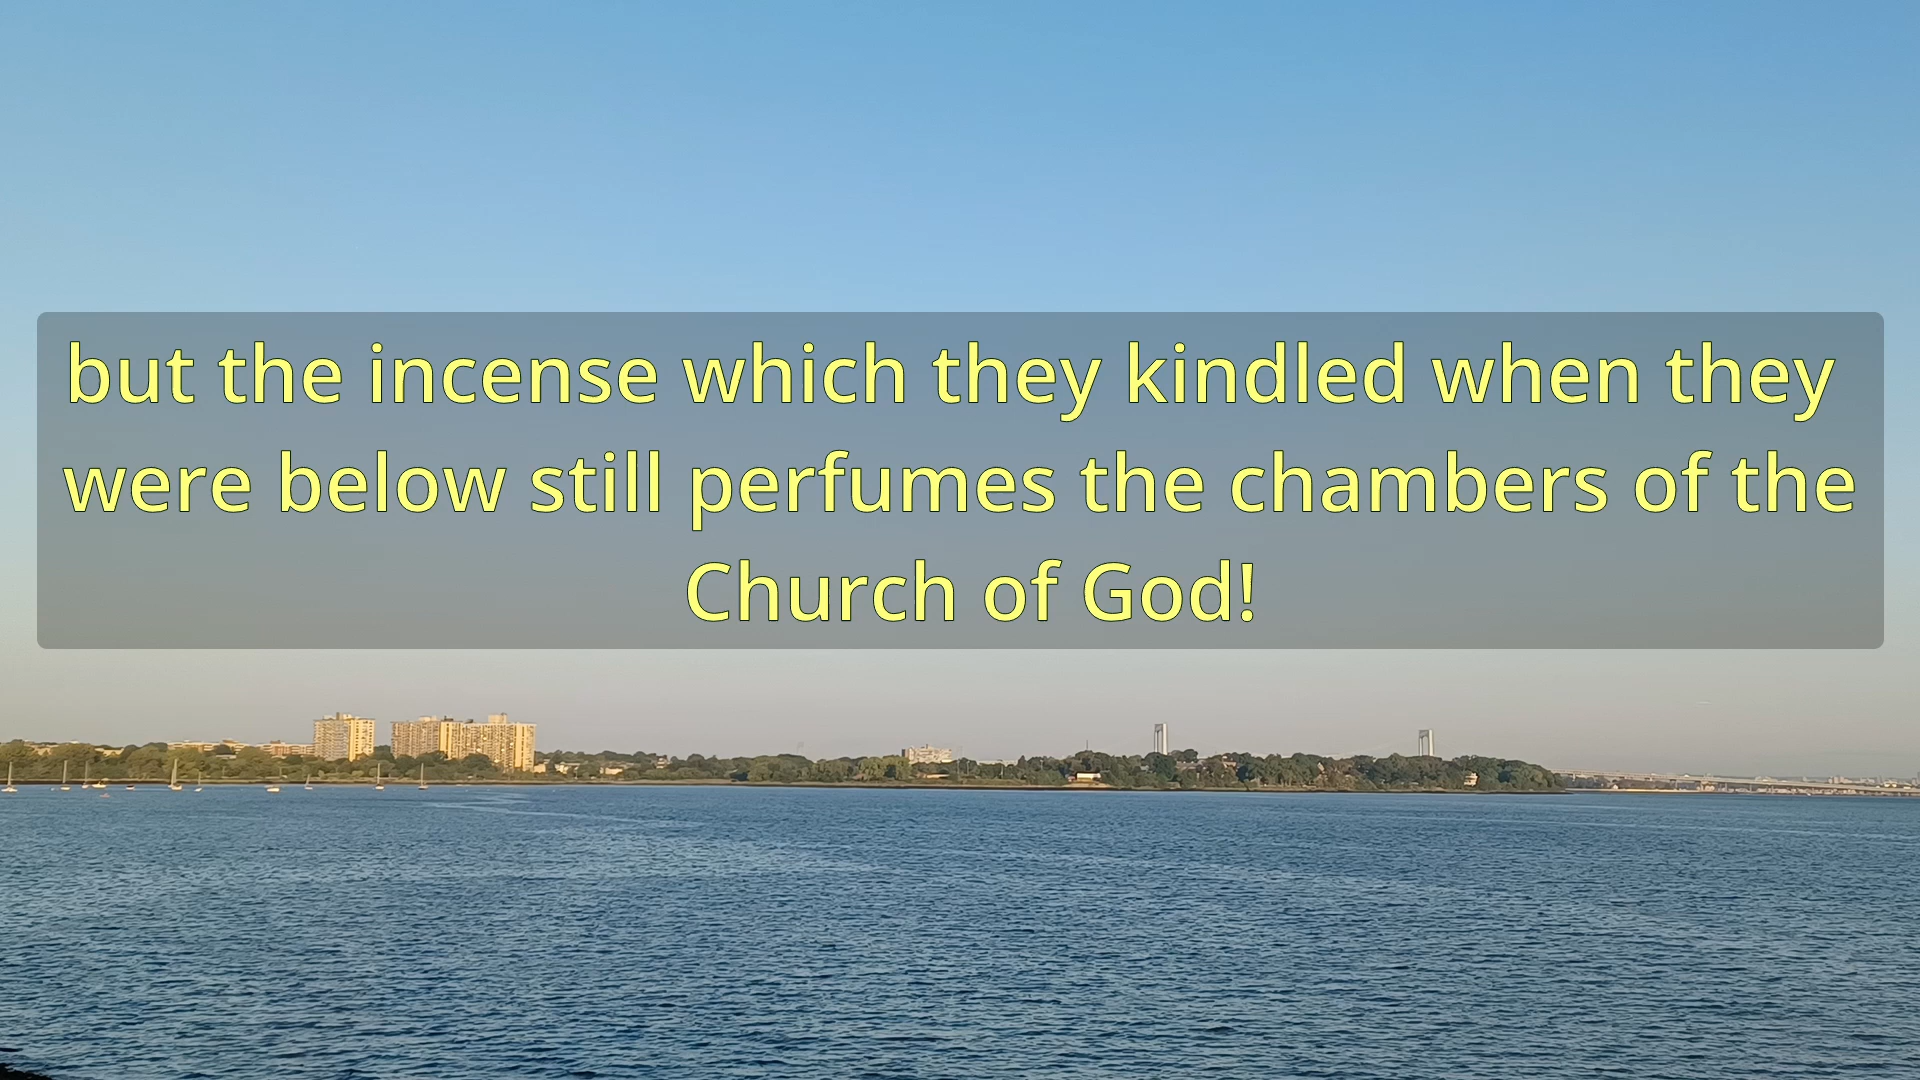 but the incense which they kindled when they
were below still perfumes the chambers of the
Church of God!